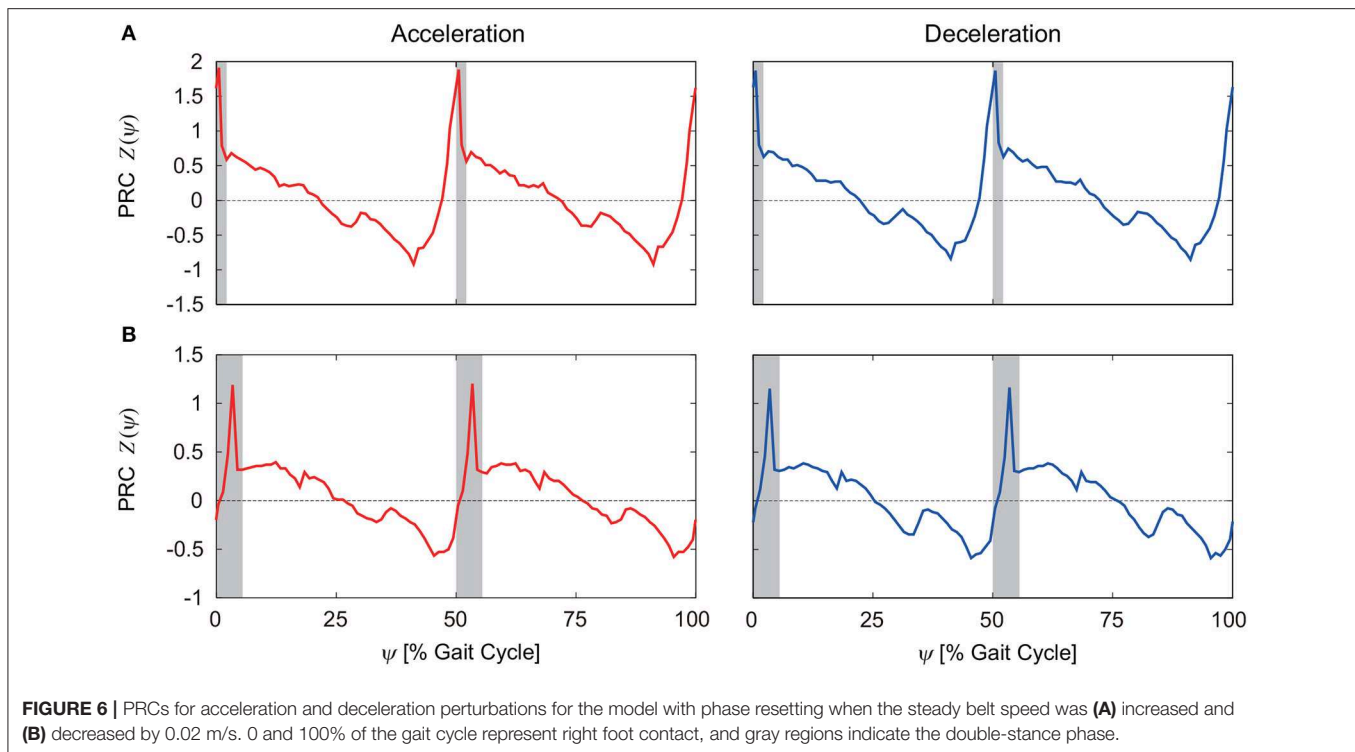 A
Acceleration
Deceleration
PRC Z(ψ)
2
1.5
1
0.5
0
-0.5
-1
-1.5
B
PRC Z(ψ)
1.5
1
0.5
0
-0.5
-1
0 25 50 75 100
0 25 50 75 100
ψ [% Gait Cycle]
ψ [% Gait Cycle]
FIGURE 6 | PRCs for acceleration and deceleration perturbations for the model with phase resetting when the steady belt speed was (A) increased and
(B) decreased by 0.02 m/s. 0 and 100% of the gait cycle represent right foot contact, and gray regions indicate the double-stance phase.